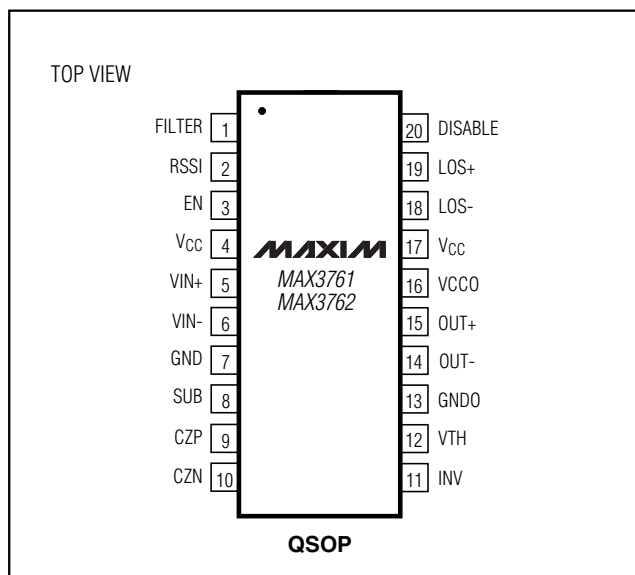 TOP VIEW
FILTER 1
RSSI 2
EN 3
VCC 4
VIN+ 5
VIN- 6
GND 7
SUB 8
CZP 9
CZN 10
MAXIM
MAX3761
MAX3762
20 DISABLE
19 LOS+
18 LOS-
17 VCC
16 VCCO
15 OUT+
14 OUT-
13 GNDO
12 VTH
11 INV
QSOP